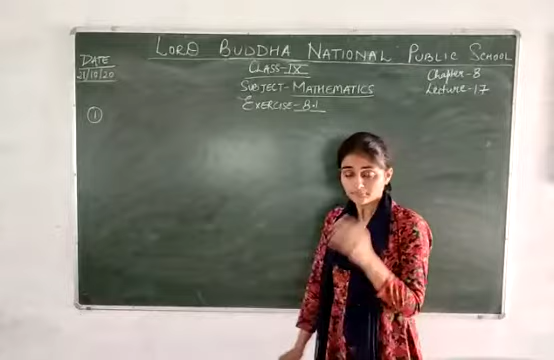 LORD BUDDHA NATIONAL PUBLIC SCHOOL
DATE
21/10/20
CLASS-IX
SUBJECT-MATHEMATICS
EXERCISE-8.1
Chapter-8
Lecture-17
1